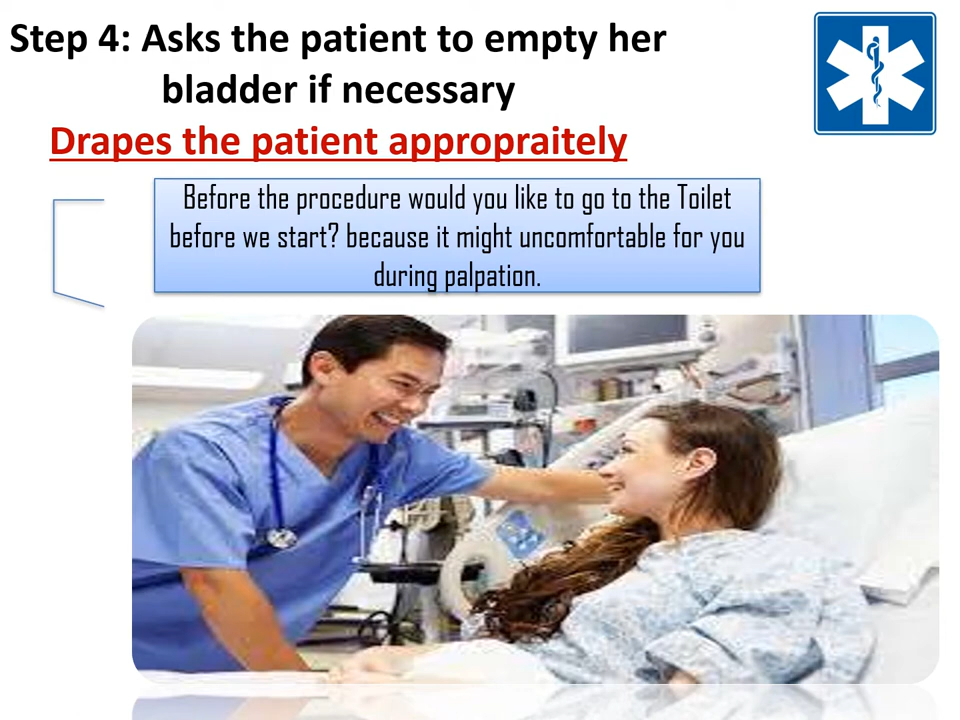 Step 4: Asks the patient to empty her
bladder if necessary
Drapes the patient appropraitely
Before the procedure would you like to go to the Toilet
before we start? because it might uncomfortable for you
during palpation.